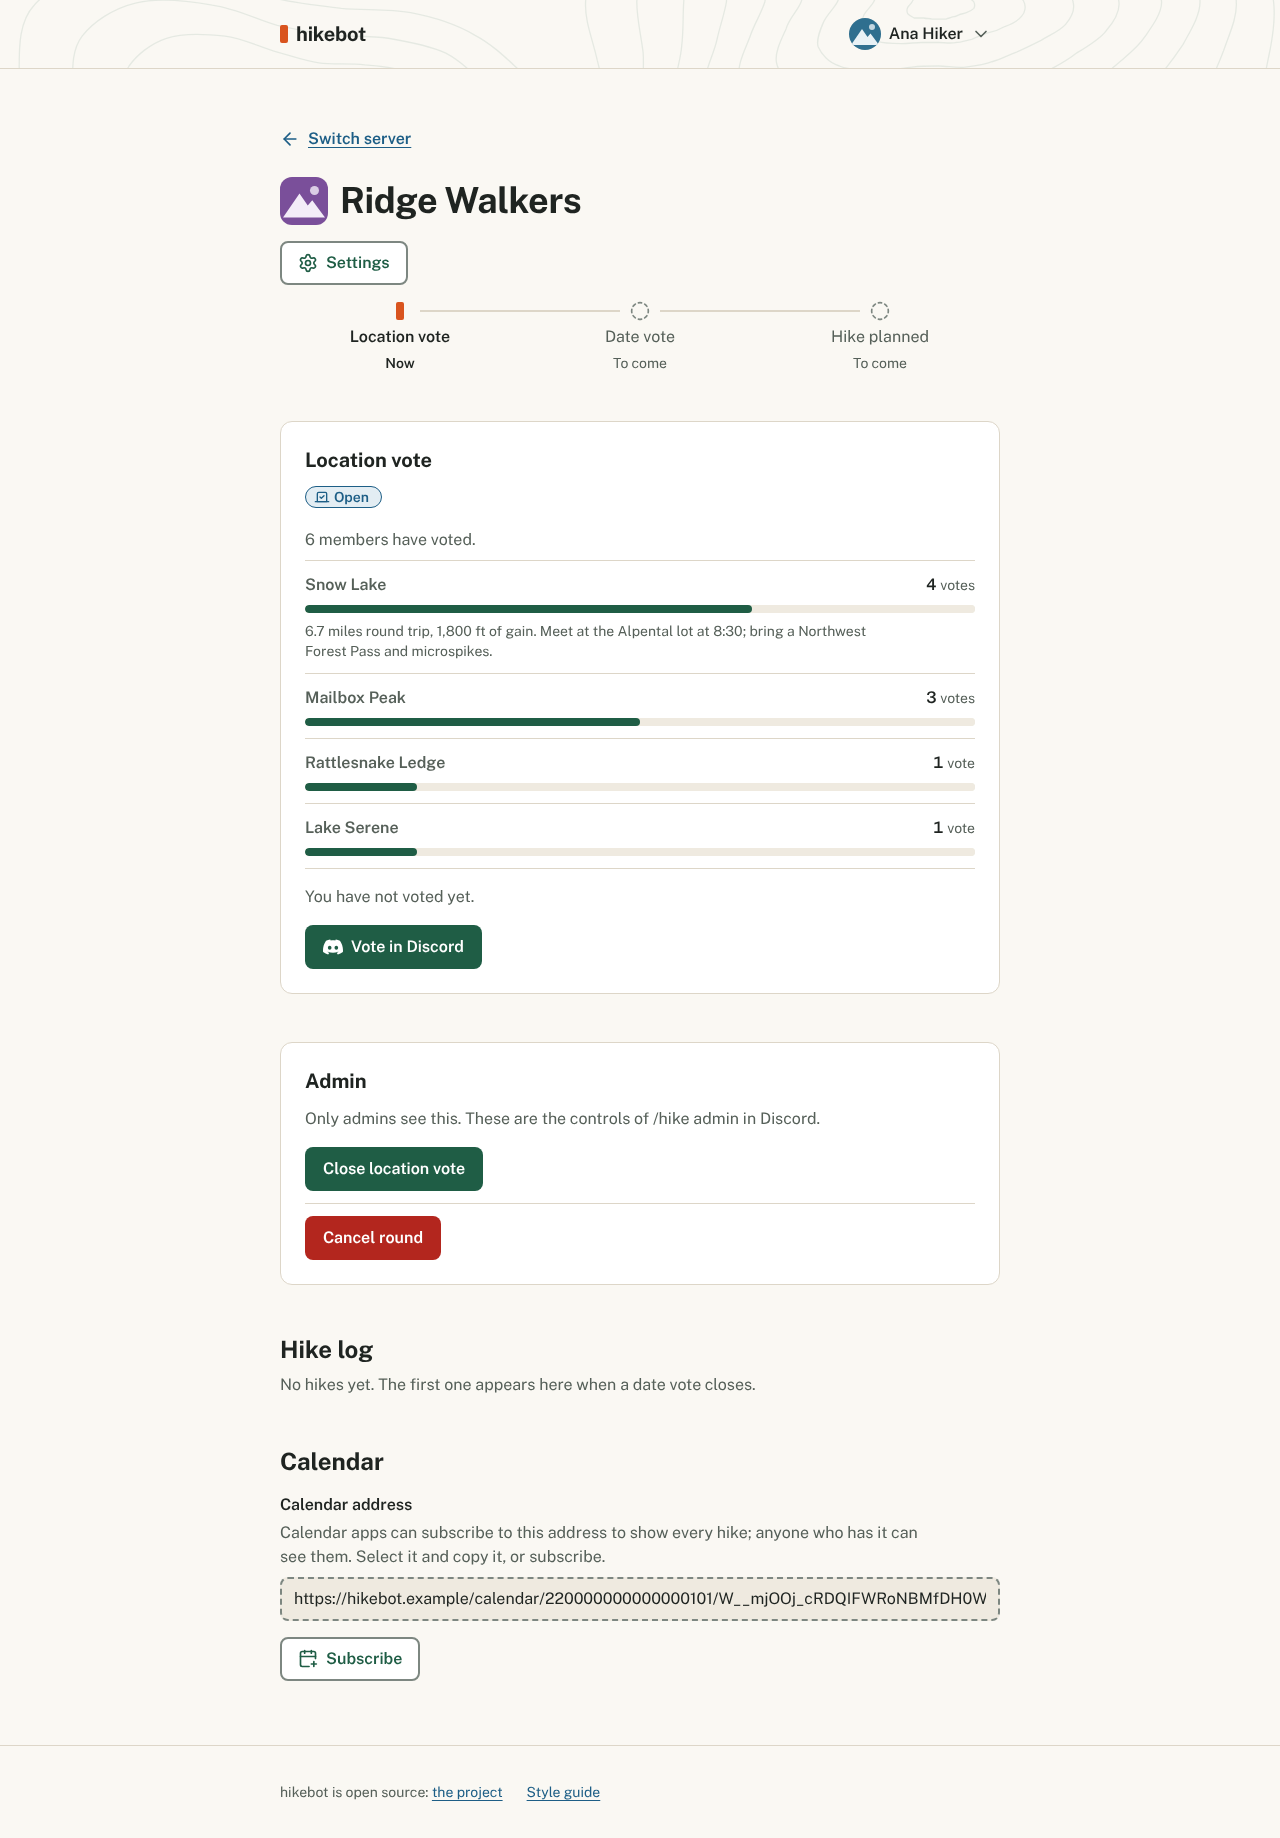 hikebot
Ana Hiker
Switch server
Ridge Walkers
Settings
Location vote
Now
Date vote
To come
Hike planned
To come
Location vote
Open
6 members have voted.
Snow Lake
4 votes
6.7 miles round trip, 1,800 ft of gain. Meet at the Alpental lot at 8:30; bring a Northwest
Forest Pass and microspikes.
Mailbox Peak
3 votes
Rattlesnake Ledge
1 vote
Lake Serene
1 vote
You have not voted yet.
Vote in Discord
Admin
Only admins see this. These are the controls of /hike admin in Discord.
Close location vote
Cancel round
Hike log
No hikes yet. The first one appears here when a date vote closes.
Calendar
Calendar address
Calendar apps can subscribe to this address to show every hike; anyone who has it can
see them. Select it and copy it, or subscribe.
https://hikebot.example/calendar/220000000000000101/W__mjOOj_cRDQIFWRoNBMfDH0W
Subscribe
hikebot is open source: the project
Style guide